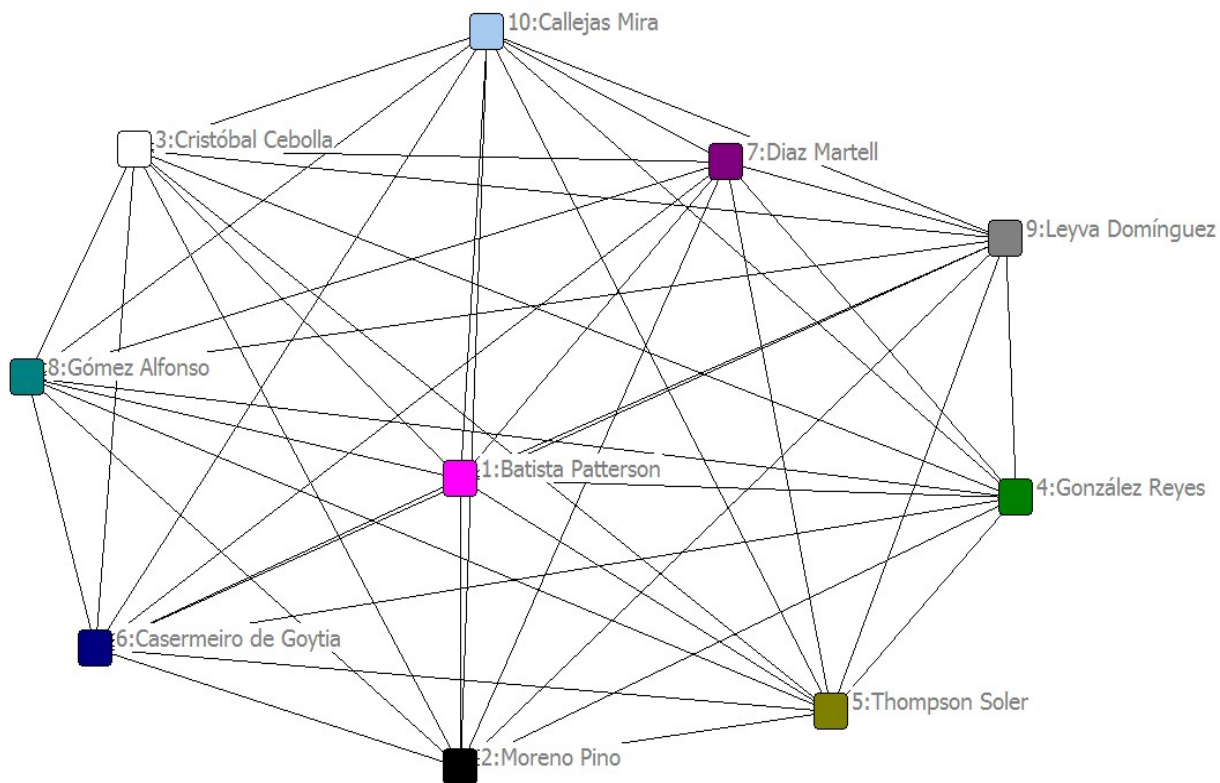 10:Callejas Mira
3:Cristóbal Cebolla
7:Diaz Martell
9:Leyva Domínguez
8:Gómez Alfonso
1:Batista Patterson
4:González Reyes
6:Casermeiro de Goytia
5:Thompson Soler
2:Moreno Pino